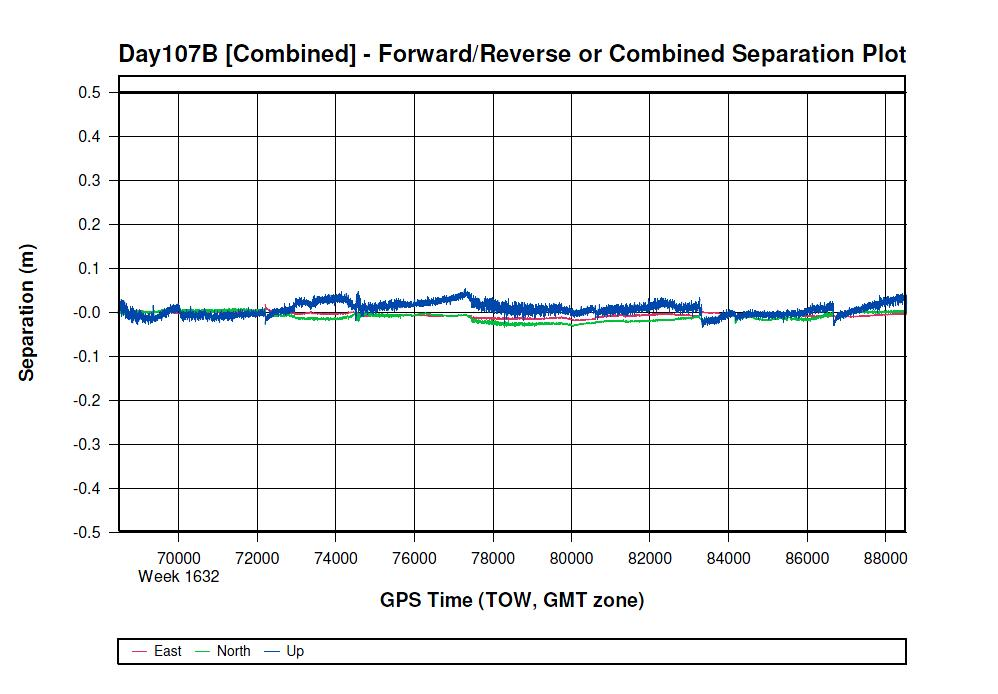 Day107B [Combined] - Forward/Reverse or Combined Separation Plot
0.5
0.4
0.3
0.2
0.1
-0.0
-0.1
-0.2
-0.3
-0.4
-0.5
Separation (m)
70000 72000 74000 76000 78000 80000 82000 84000 86000 88000
Week 1632
GPS Time (TOW, GMT zone)
East North Up